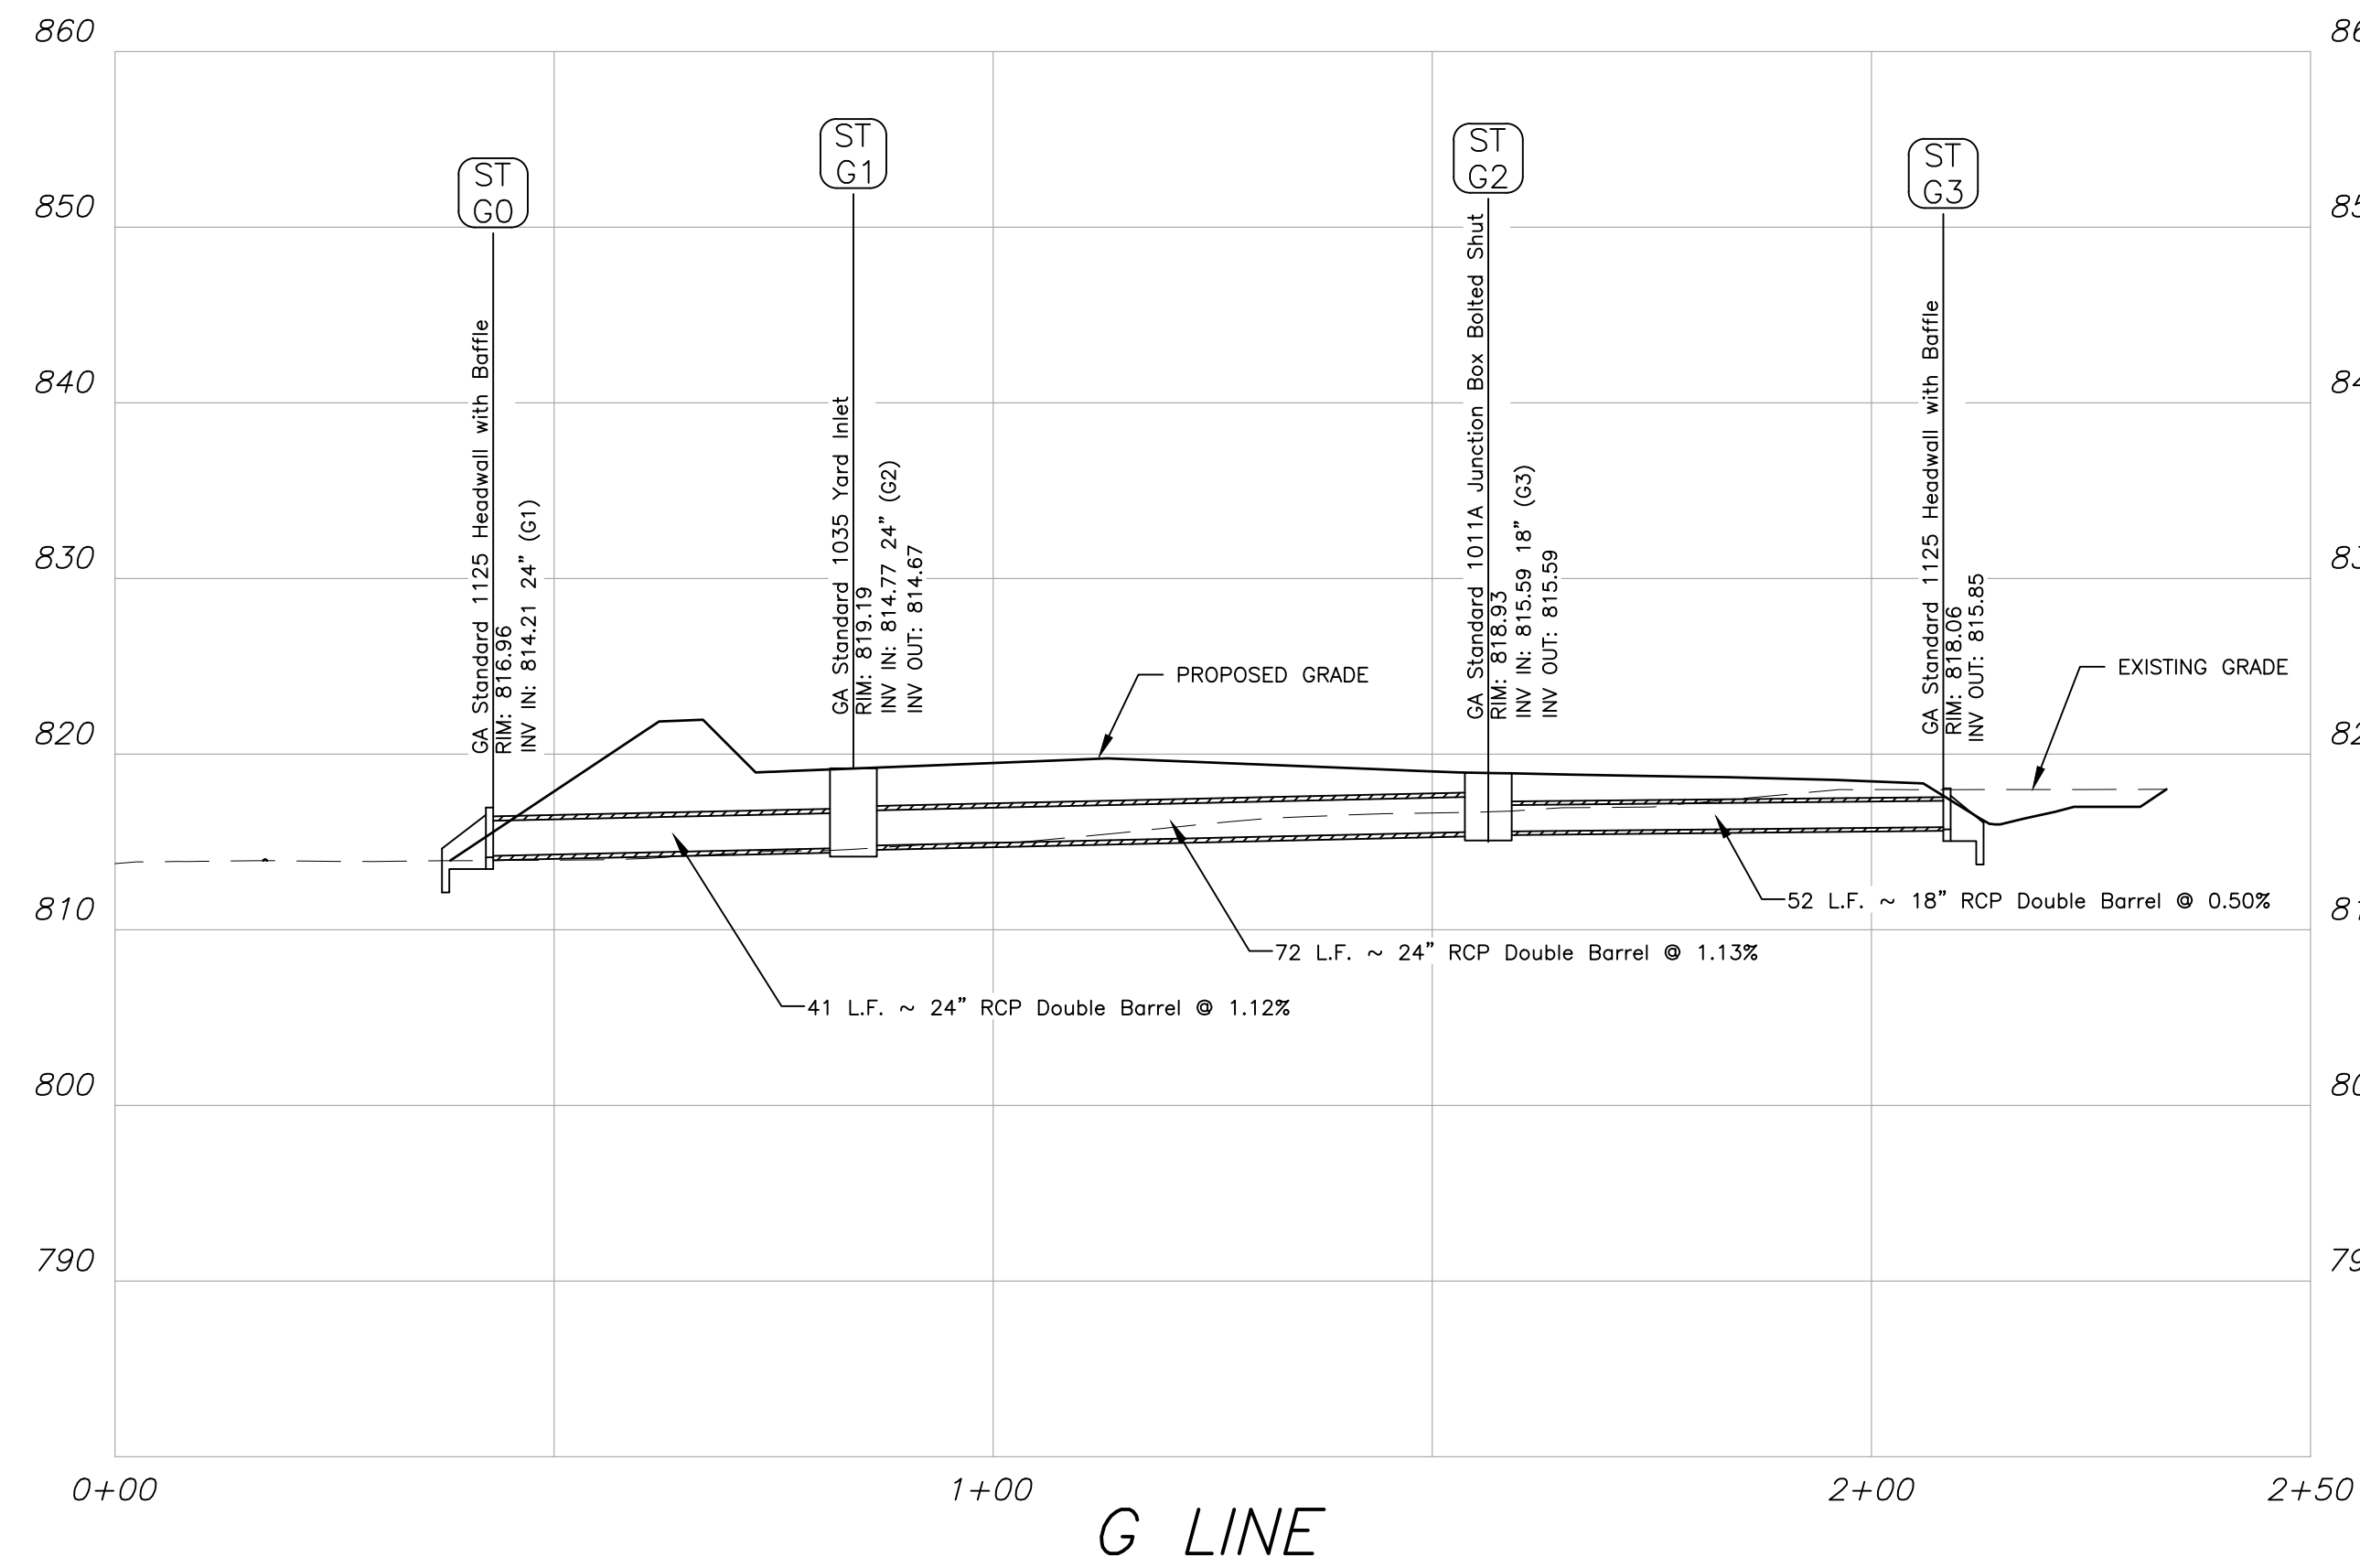 860
850
840
830
820
810
800
790
ST
G0
GA Standard 1125 Headwall with Baffle
RIM: 816.96
INV IN: 814.21 24" (G1)
ST
G1
GA Standard 1035 Yard Inlet
RIM: 819.19
INV IN: 814.77 24" (G2)
INV OUT: 814.67
ST
G2
GA Standard 1011A Junction Box Bolted Shut
RIM: 818.93
INV IN: 815.59 18" (G3)
INV OUT: 815.59
ST
G3
GA Standard 1125 Headwall with Baffle
RIM: 818.06
INV OUT: 815.85
PROPOSED GRADE
EXISTING GRADE
52 L.F. ~ 18" RCP Double Barrel @ 0.50%
72 L.F. ~ 24" RCP Double Barrel @ 1.13%
41 L.F. ~ 24" RCP Double Barrel @ 1.12%
0+00
1+00
2+00
2+50
G LINE